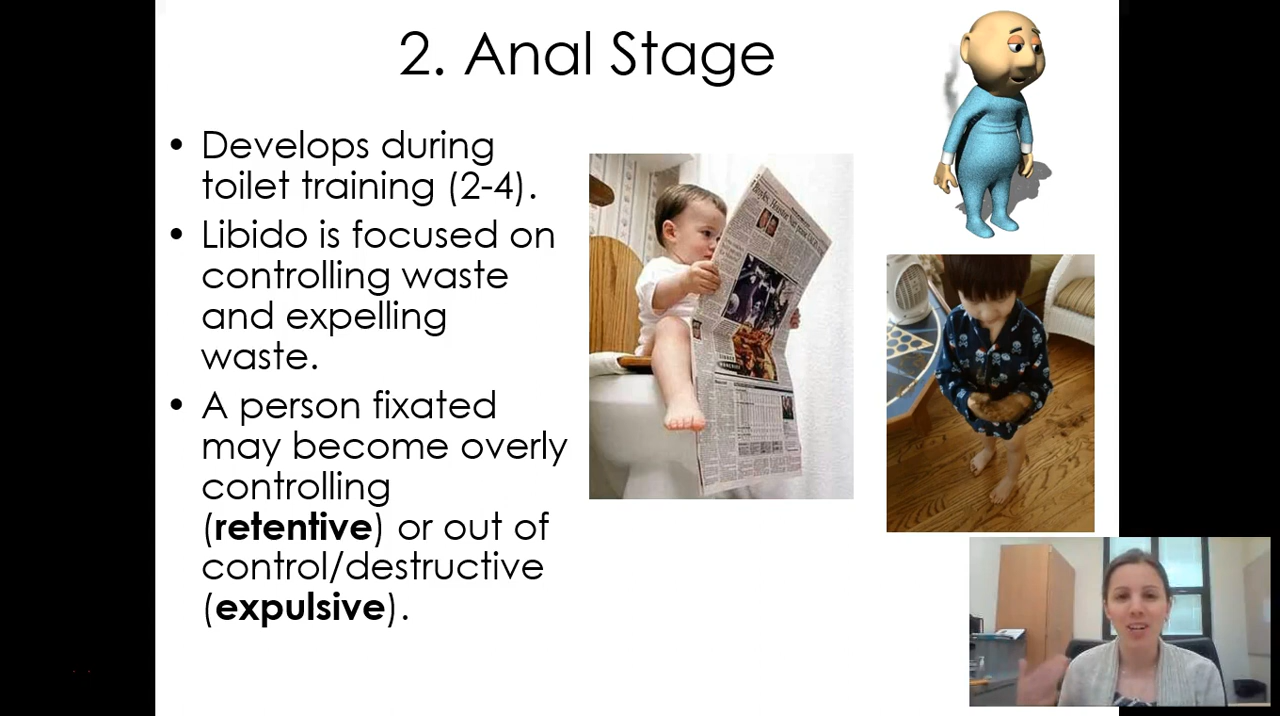 2. Anal Stage
• Develops during
toilet training (2-4).
• Libido is focused on
controlling waste
and expelling
waste.
• A person fixated
may become overly
controlling
(retentive) or out of
control/destructive
(expulsive).